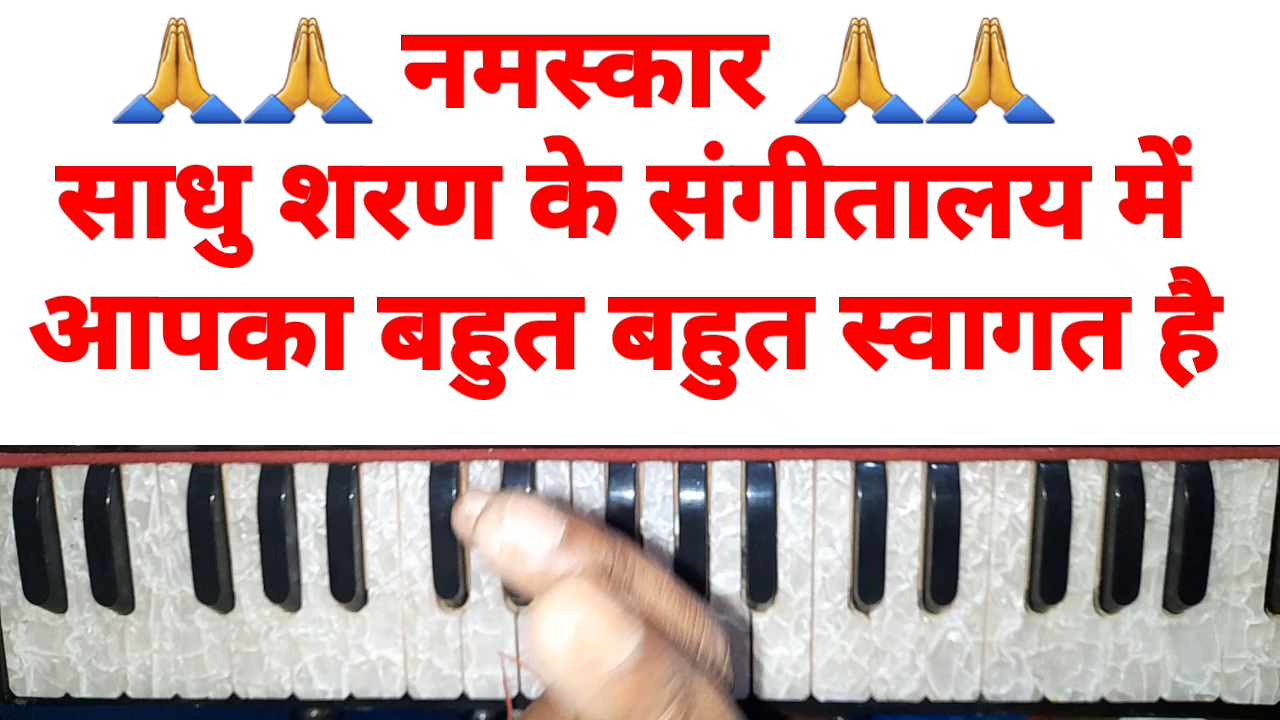 🙏🙏 नमस्कार 🙏🙏
साधु शरण के संगीतालय में
आपका बहुत बहुत स्वागत है